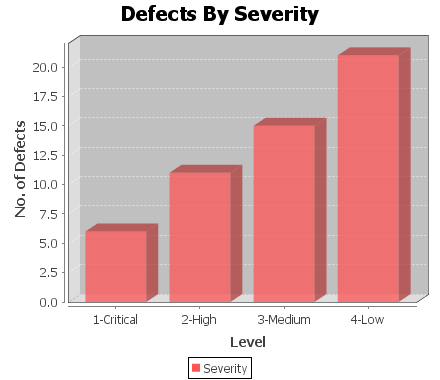 Defects By Severity
No. of Defects
20.0
17.5
15.0
12.5
10.0
7.5
5.0
2.5
0.0
1-Critical 2-High 3-Medium 4-Low
Level
Severity